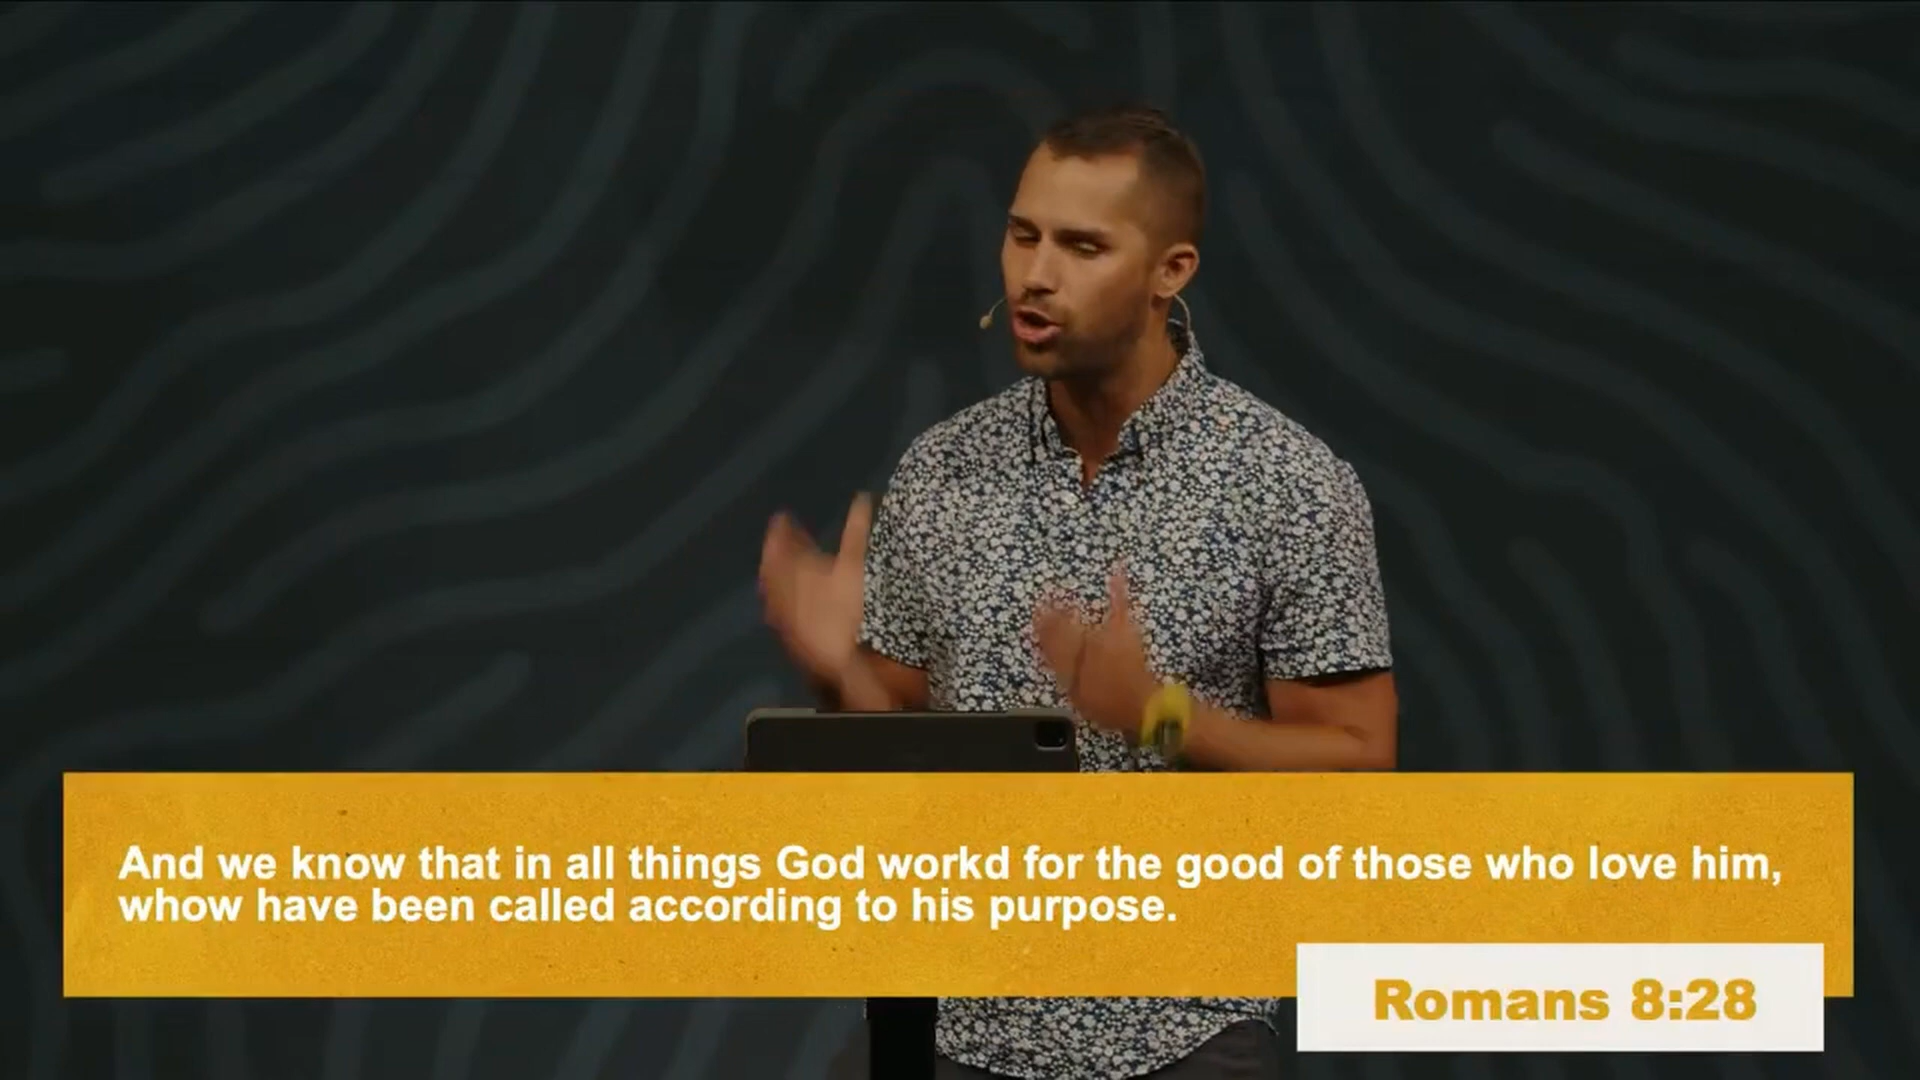 And we know that in all things God workd for the good of those who love him,
whow have been called according to his purpose.
Romans 8:28